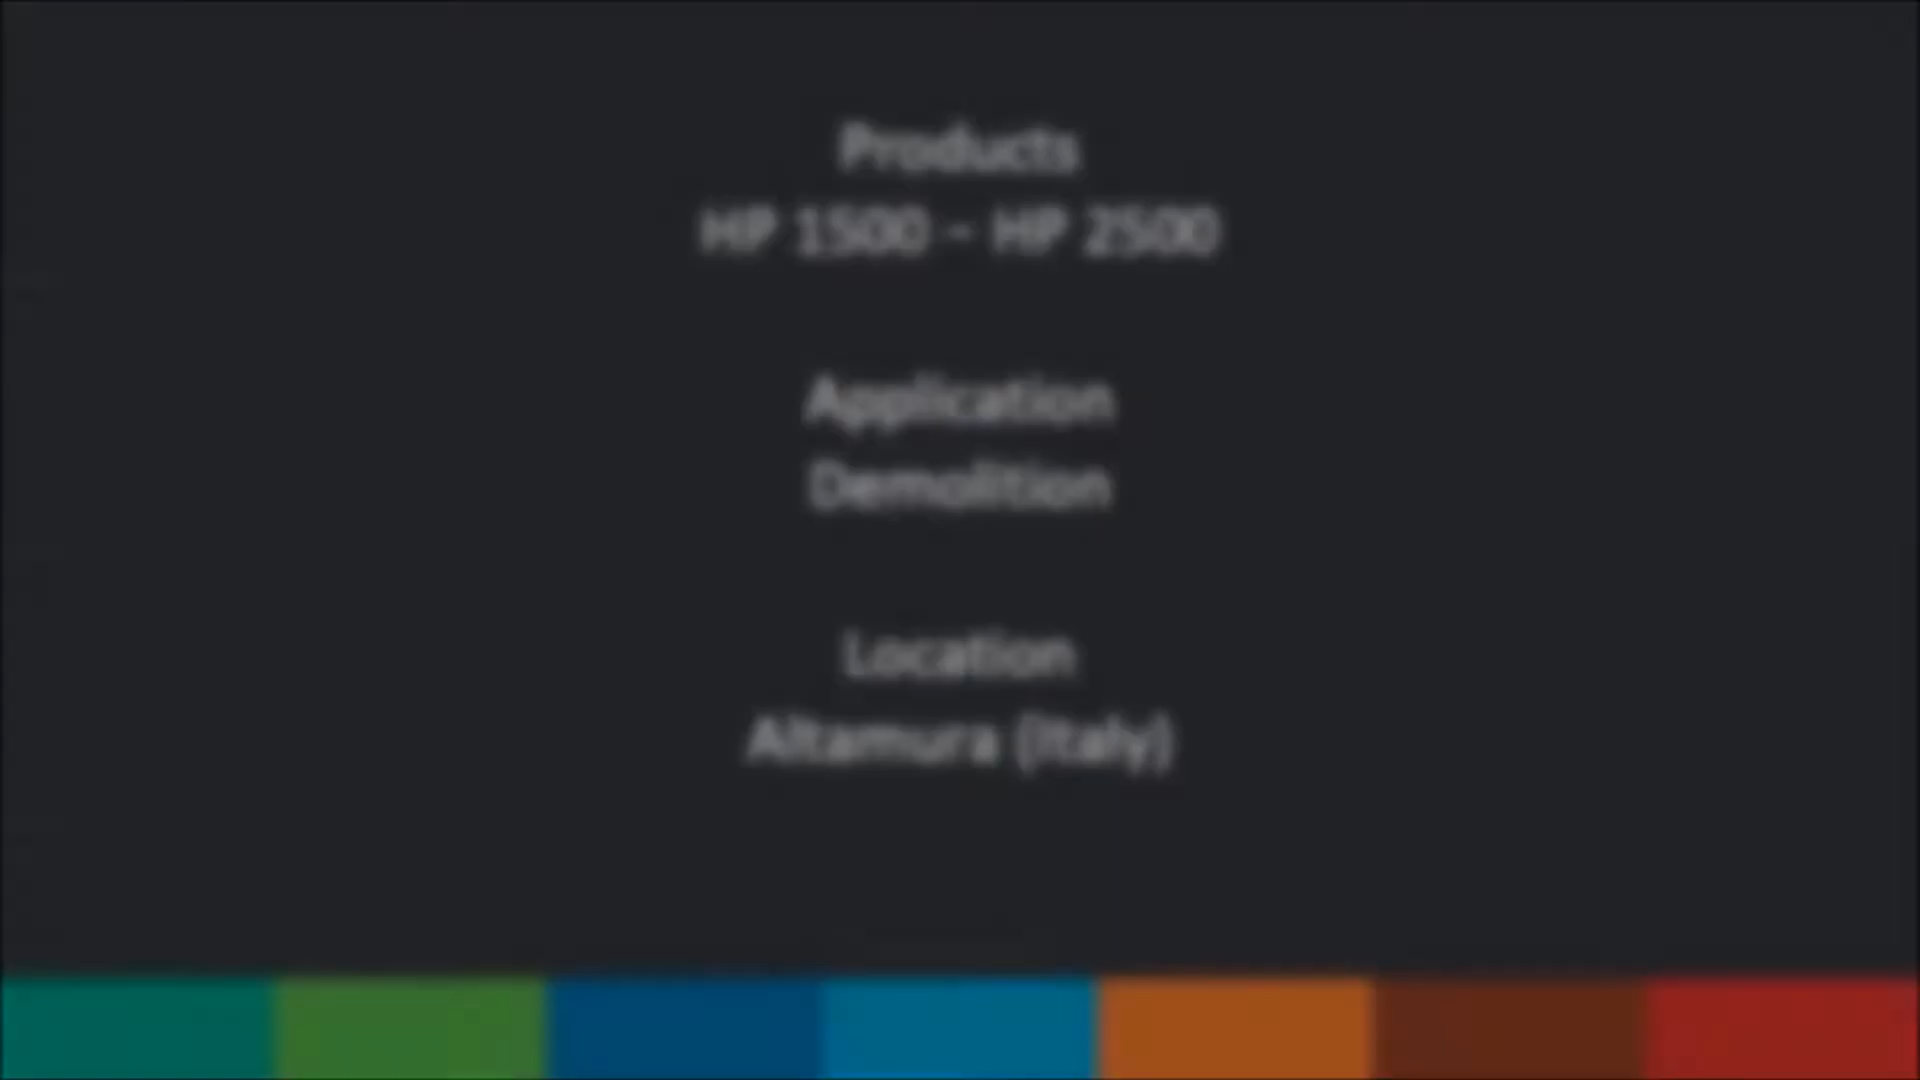 Products
HP 1500 – HP 2500
Application
Demolition
Location
Altamura (Italy)